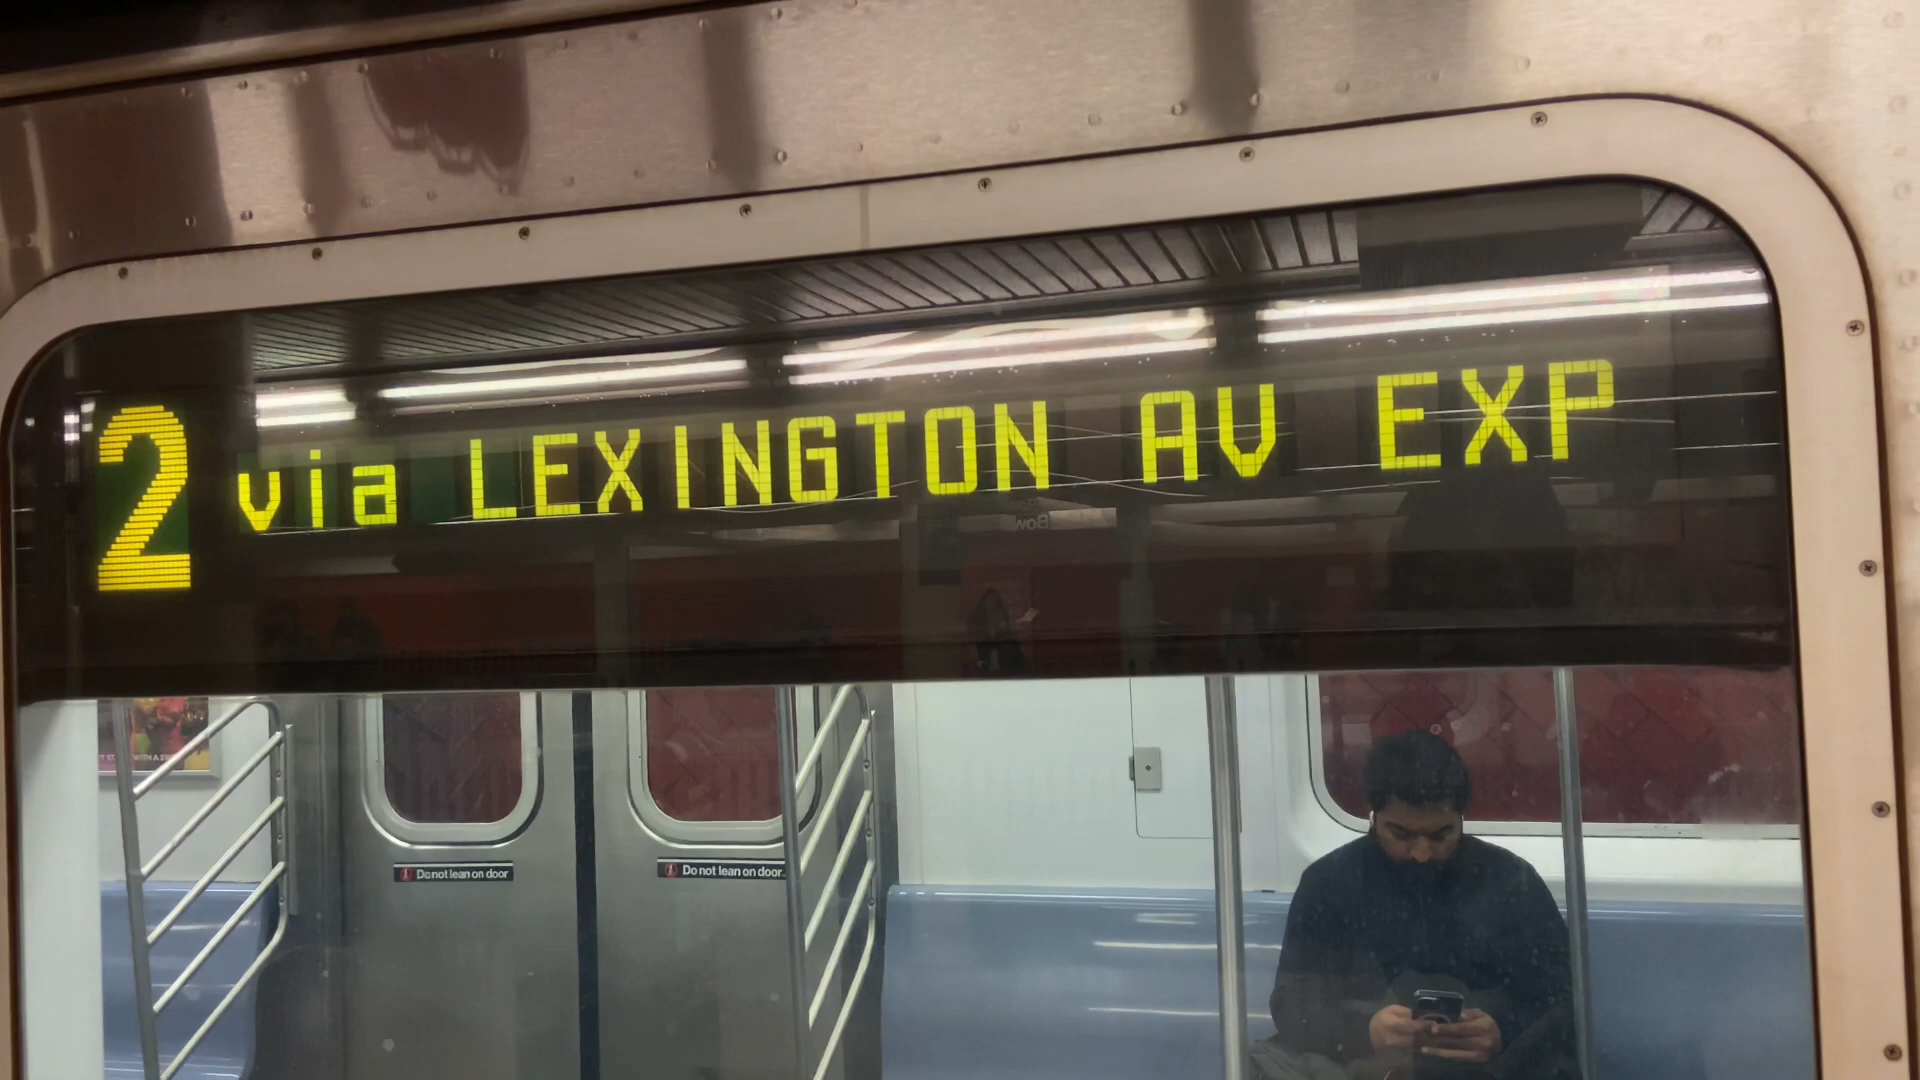 2 via LEXINGTON AV EXP
Do not lean on door
Do not lean on door.